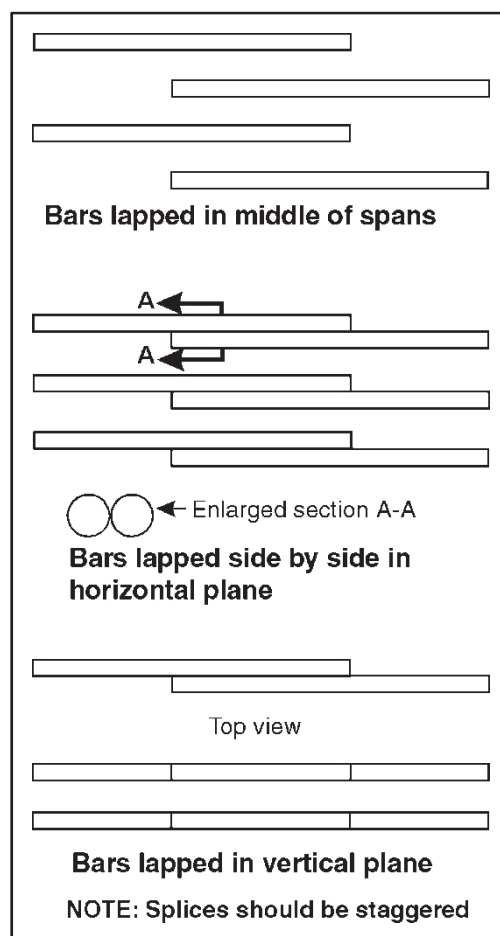 Bars lapped in middle of spans
A
A
Enlarged section A-A
Bars lapped side by side in
horizontal plane
Top view
Bars lapped in vertical plane
NOTE: Splices should be staggered